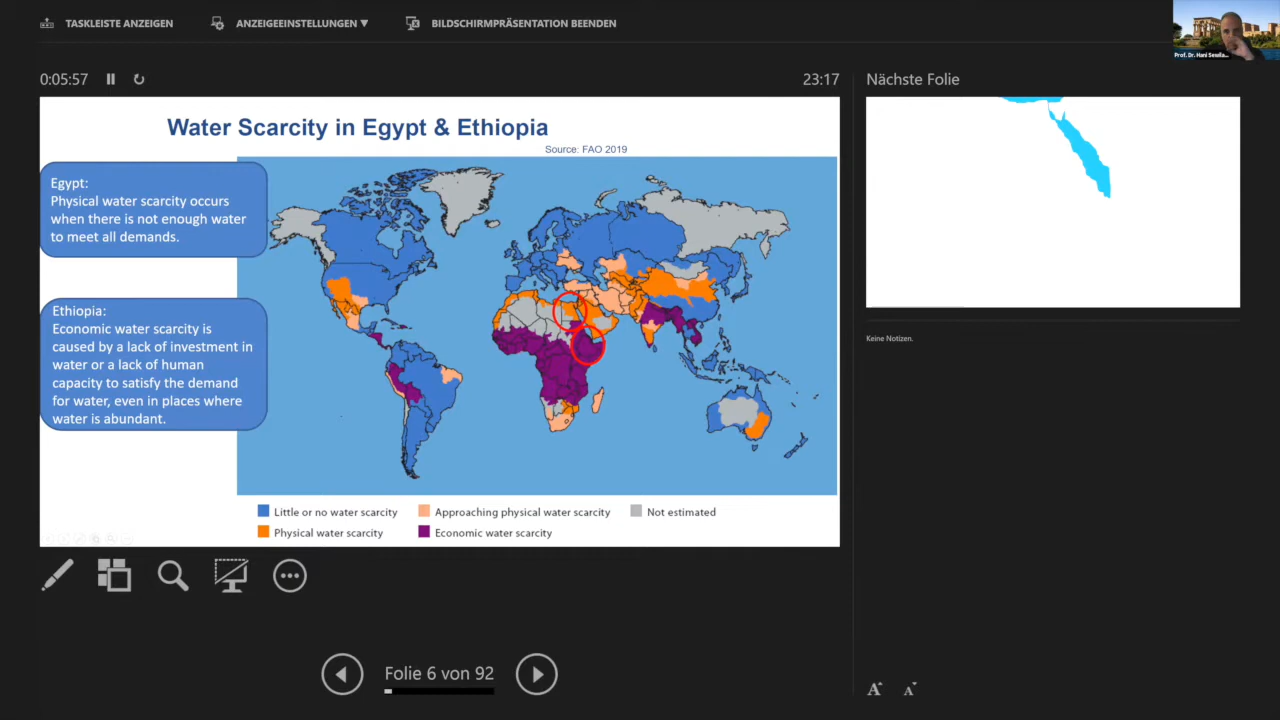 TASKLEISTE ANZEIGEN
ANZEIGEEINSTELLUNGEN ▼
BILDSCHIRMPRÄSENTATION BEENDEN
0:05:57
23:17
Nächste Folie
Water Scarcity in Egypt & Ethiopia
Source: FAO 2019
Egypt:
Physical water scarcity occurs
when there is not enough water
to meet all demands.
Ethiopia:
Economic water scarcity is
caused by a lack of investment in
water or a lack of human
capacity to satisfy the demand
for water, even in places where
water is abundant.
Little or no water scarcity
Approaching physical water scarcity
Not estimated
Physical water scarcity
Economic water scarcity
Keine Notizen.
Folie 6 von 92
A A
Prof. Dr. Hani